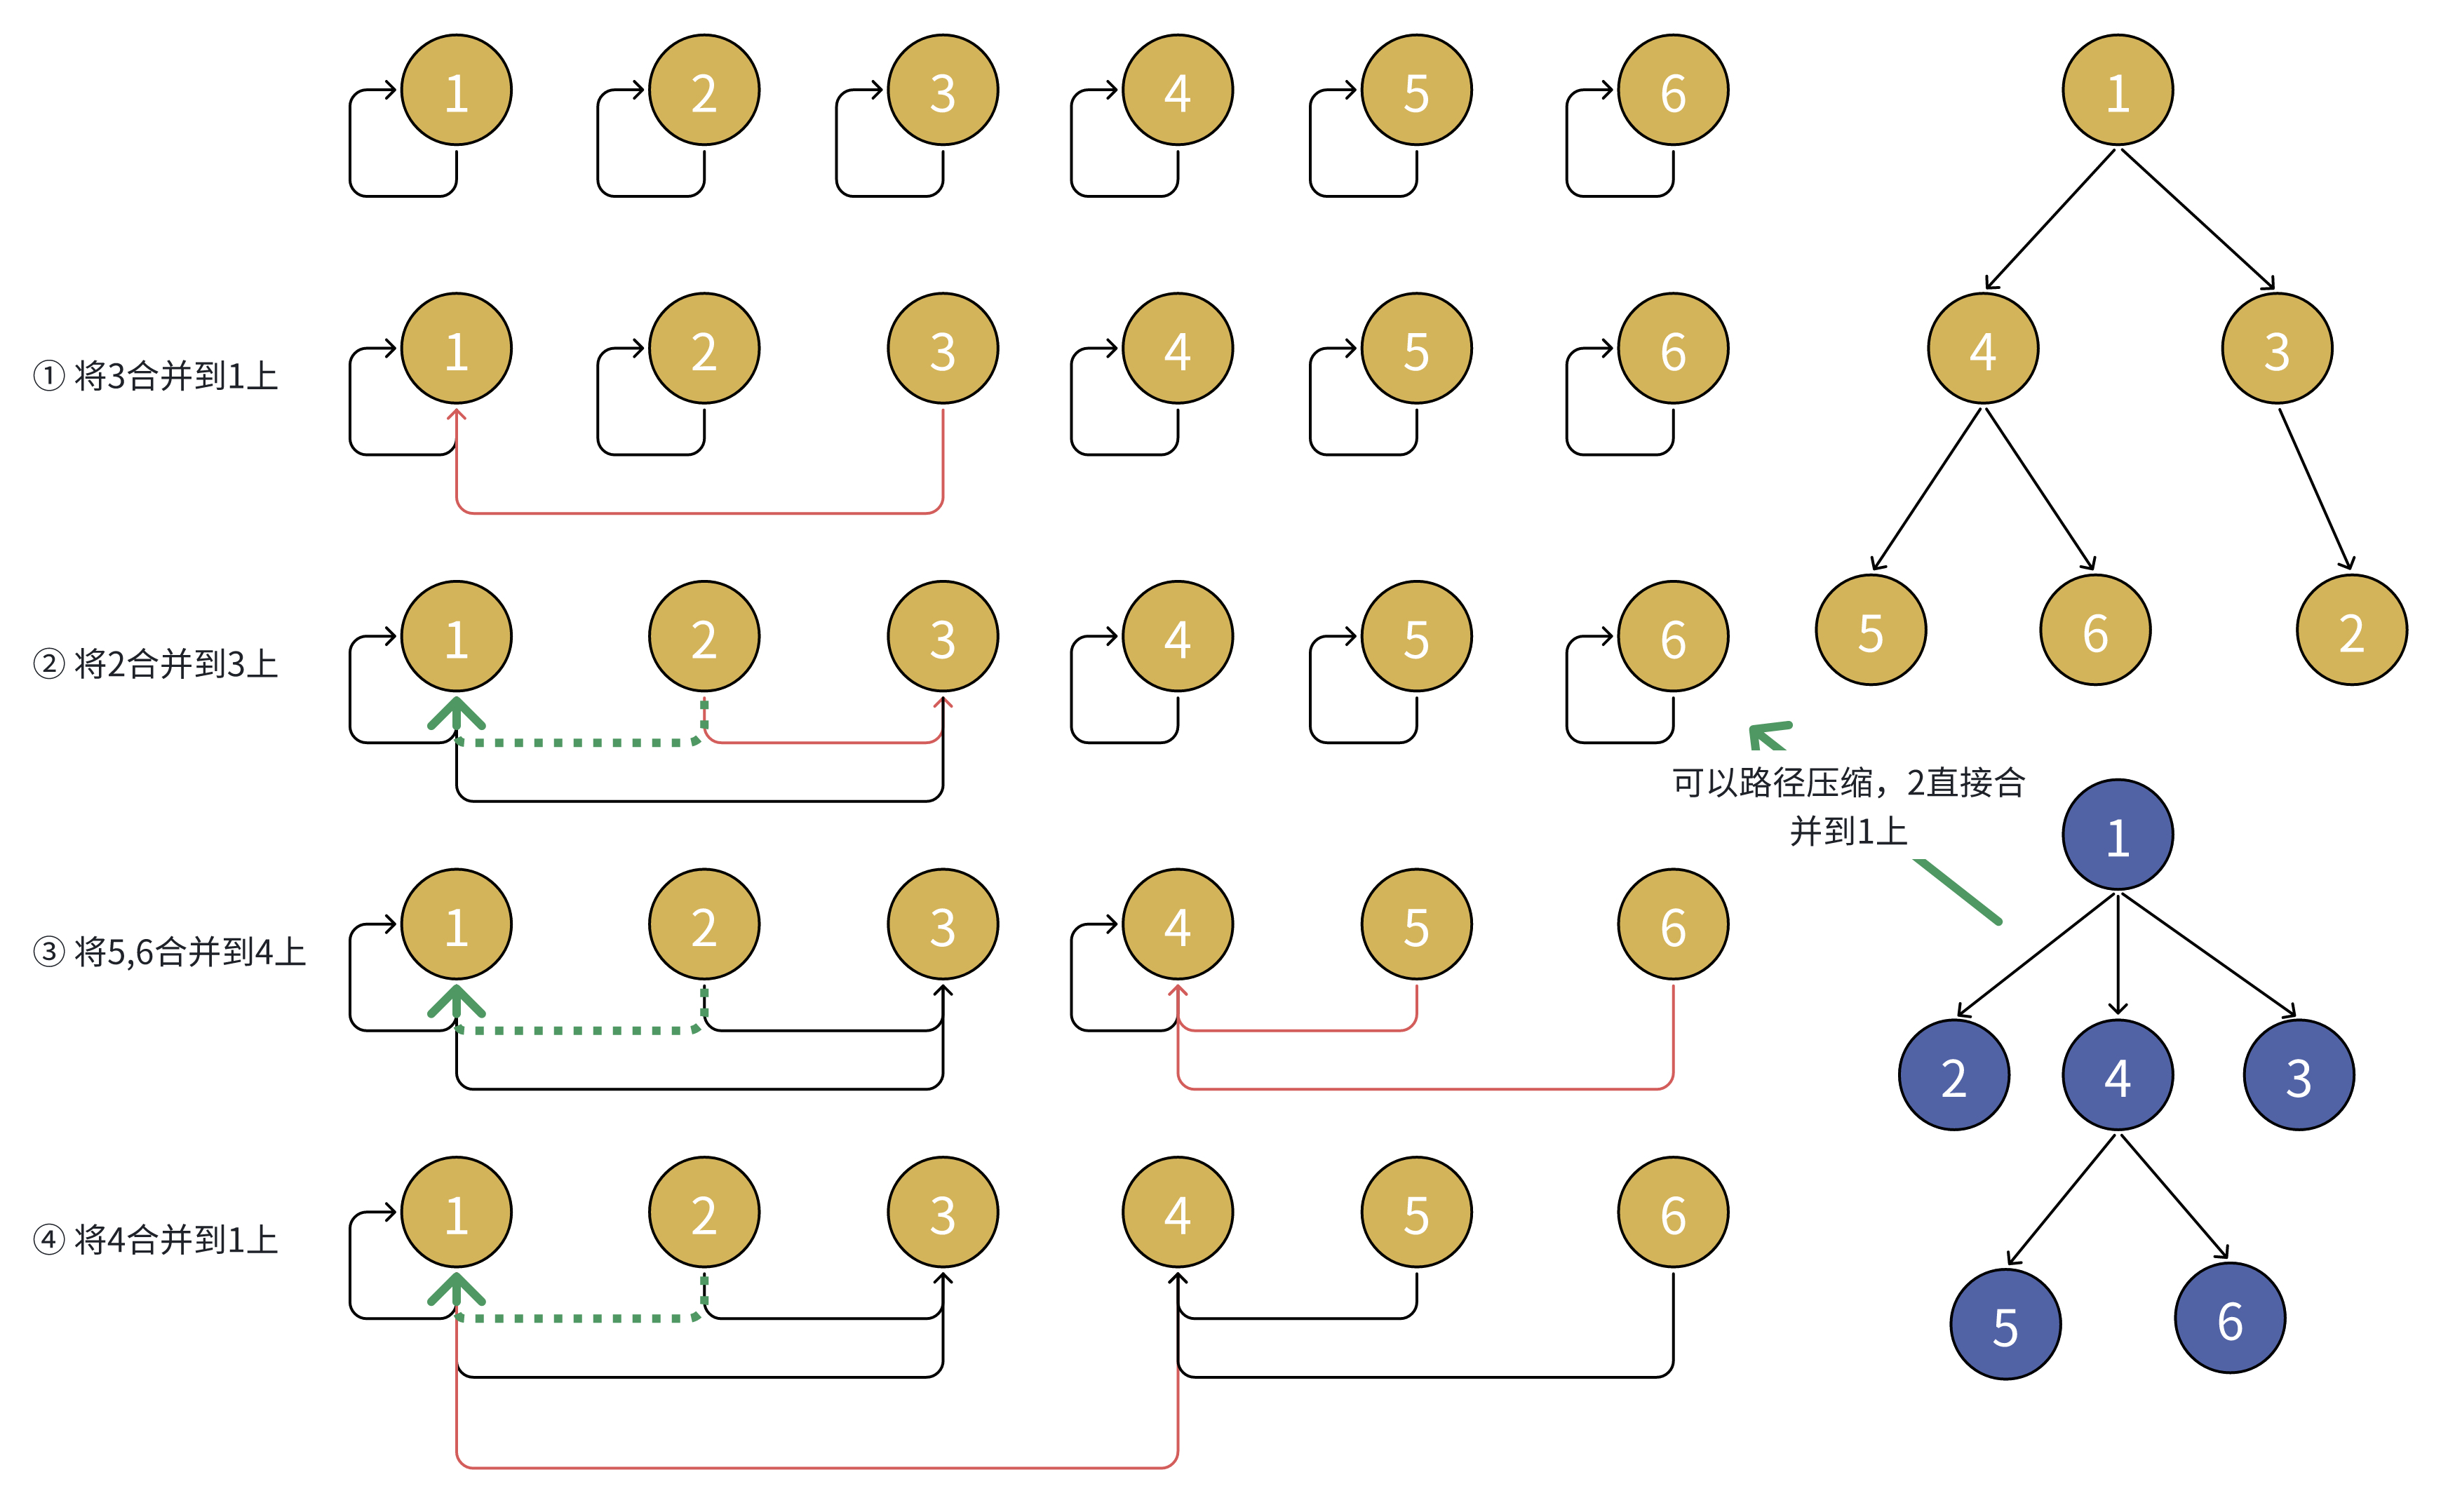 1 2 3 4 5 6
① 将3合并到1上 1 2 3 4 5 6
② 将2合并到3上 1 2 3 4 5 6
③ 将5,6合并到4上 1 2 3 4 5 6
④ 将4合并到1上 1 2 3 4 5 6
1
4 3
5 6 2
可以路径压缩，2直接合
并到1上
1
2 4 3
5 6